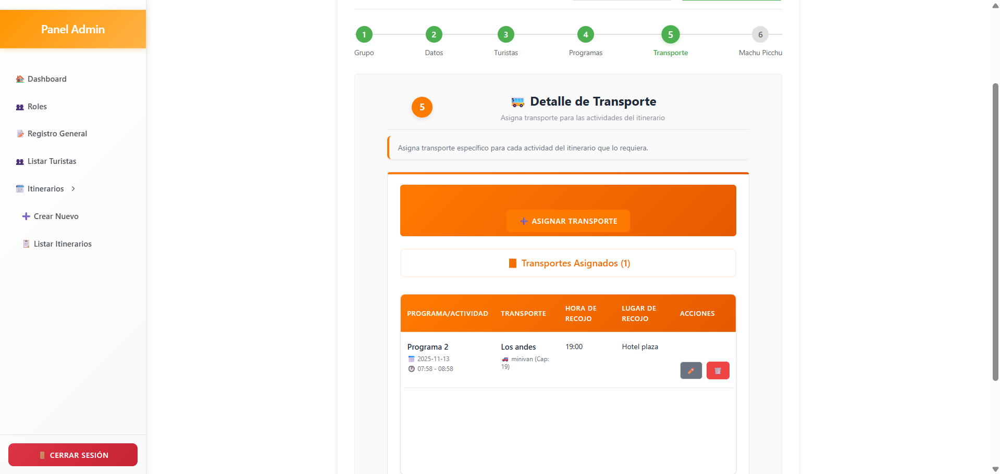 Panel Admin
Dashboard
Roles
Registro General
Listar Turistas
Itinerarios
Crear Nuevo
Listar Itinerarios
CERRAR SESIÓN
1
2
3
4
5
6
Grupo
Datos
Turistas
Programas
Transporte
Machu Picchu
5
Detalle de Transporte
Asigna transporte para las actividades del itinerario
Asigna transporte específico para cada actividad del itinerario que lo requiera.
ASIGNAR TRANSPORTE
Transportes Asignados (1)
PROGRAMA/ACTIVIDAD
TRANSPORTE
HORA DE
RECOJO
LUGAR DE
RECOJO
ACCIONES
Programa 2
2025-11-13
07:58 - 08:58
Los andes
minivan (Cap:
19)
19:00
Hotel plaza